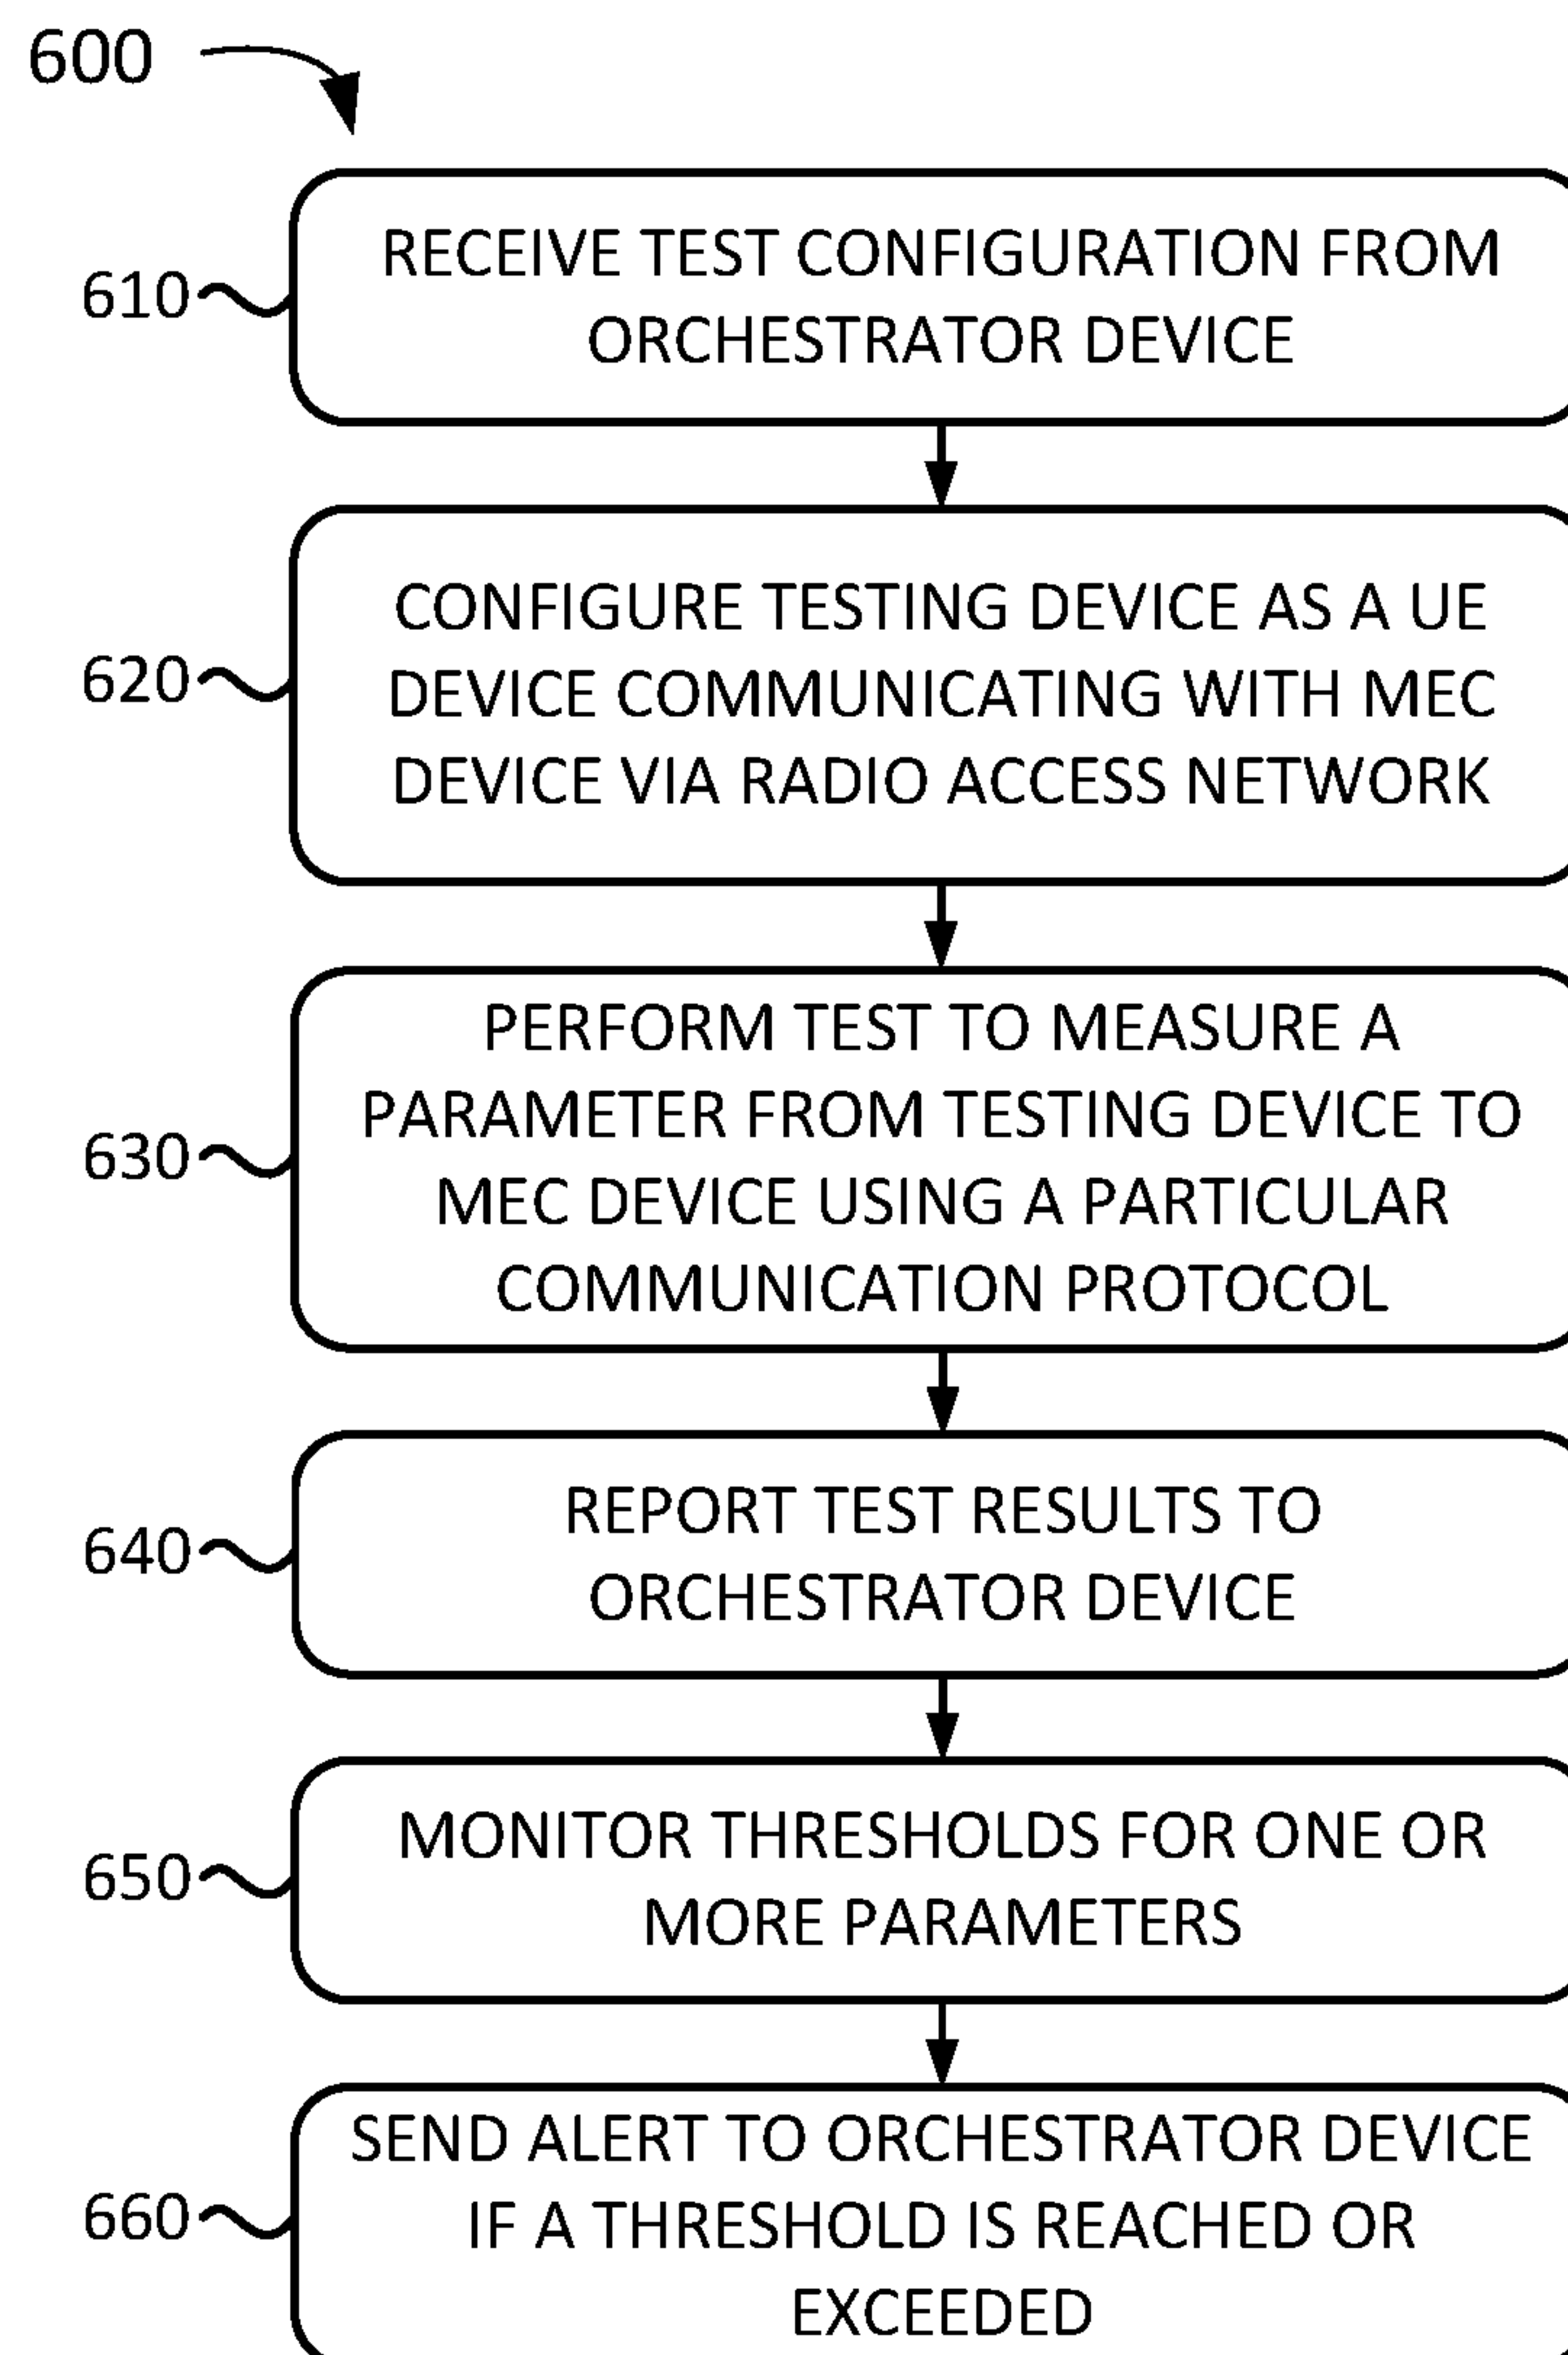 600
RECEIVE TEST CONFIGURATION FROM
ORCHESTRATOR DEVICE
610
CONFIGURE TESTING DEVICE AS A UE
DEVICE COMMUNICATING WITH MEC
DEVICE VIA RADIO ACCESS NETWORK
620
PERFORM TEST TO MEASURE A
PARAMETER FROM TESTING DEVICE TO
MEC DEVICE USING A PARTICULAR
COMMUNICATION PROTOCOL
630
REPORT TEST RESULTS TO
ORCHESTRATOR DEVICE
640
MONITOR THRESHOLDS FOR ONE OR
MORE PARAMETERS
650
SEND ALERT TO ORCHESTRATOR DEVICE
IF A THRESHOLD IS REACHED OR
EXCEEDED
660